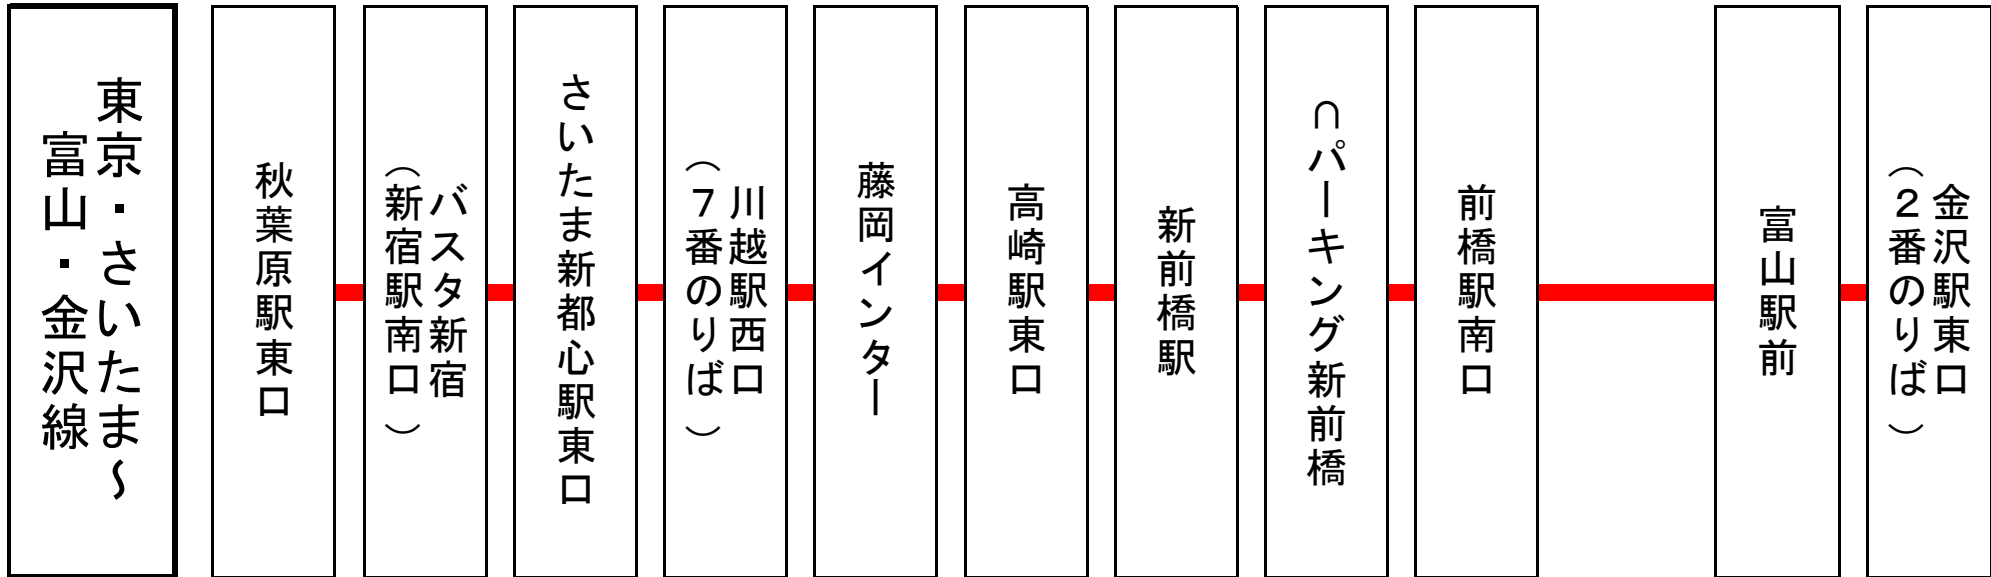 東京・さいたま～
富山・金沢線
秋葉原駅東口
バスタ新宿
（新宿駅南口）
さいたま新都心駅東口
川越駅西口
（７番のりば）
藤岡インター
高崎駅東口
新前橋駅
∩パーキング新前橋
前橋駅南口
富山駅前
金沢駅東口
（２番のりば）